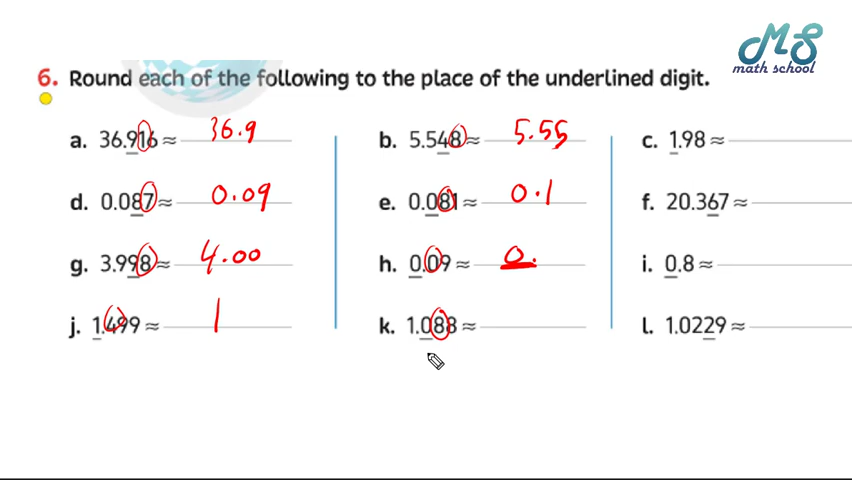 MS
math school
6. Round each of the following to the place of the underlined digit.
a. 36.916 ≈ 36.9 b. 5.548 ≈ 5.55 c. 1.98 ≈
d. 0.087 ≈ 0.09 e. 0.081 ≈ 0.1 f. 20.367 ≈
g. 3.998 ≈ 4.00 h. 0.09 ≈ 0. i. 0.8 ≈
j. 1.499 ≈ 1 k. 1.088 ≈ l. 1.0229 ≈